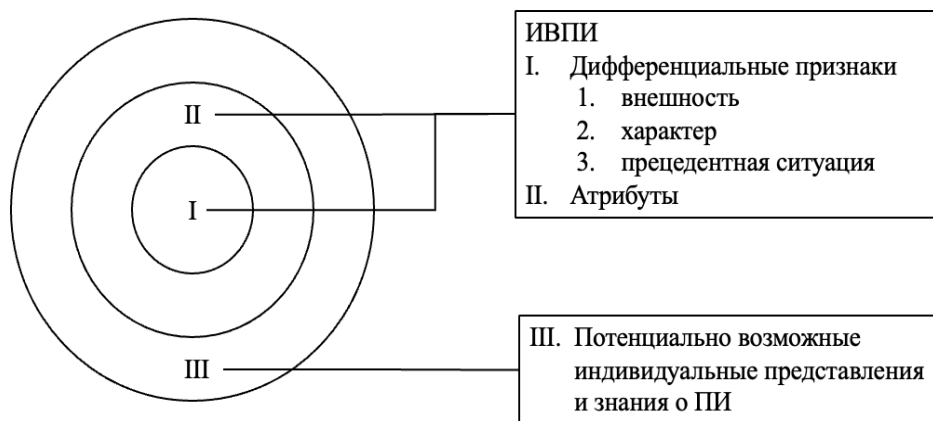 II
I
III
ИВПИ
I. Дифференциальные признаки
1. внешность
2. характер
3. прецедентная ситуация
II. Атрибуты
III. Потенциально возможные
индивидуальные представления
и знания о ПИ